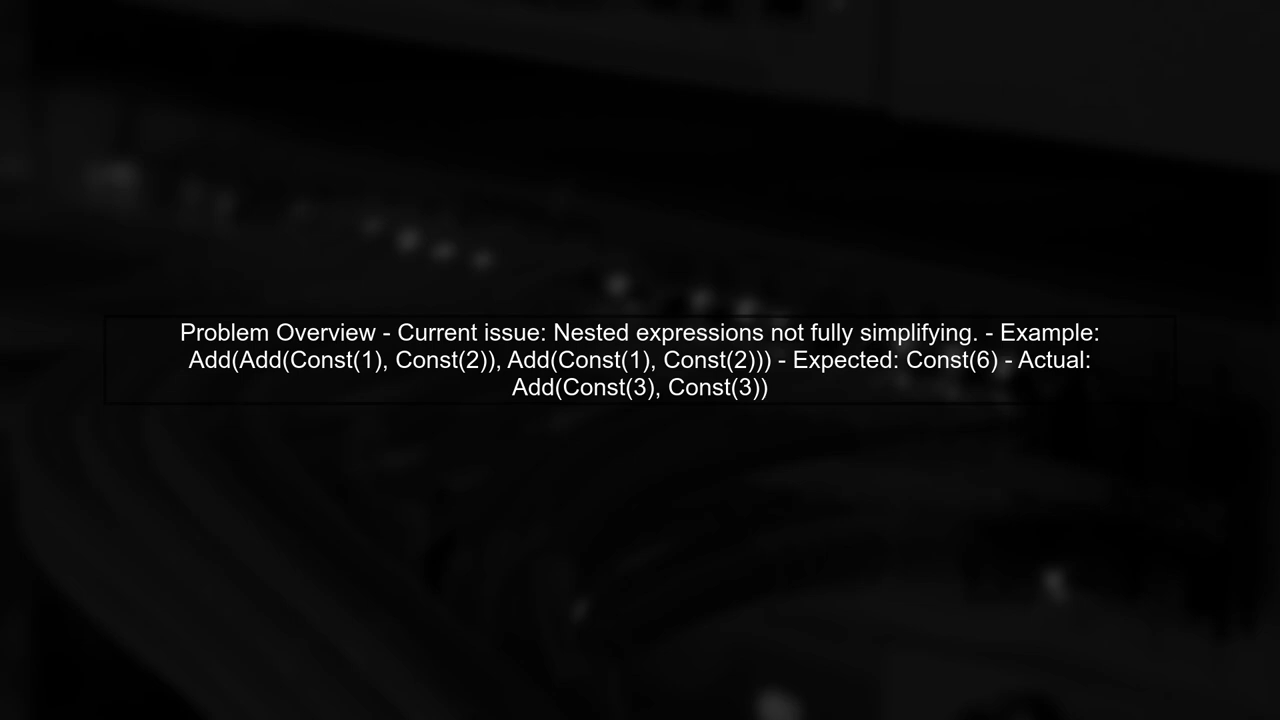 Problem Overview - Current issue: Nested expressions not fully simplifying. - Example:
Add(Add(Const(1), Const(2)), Add(Const(1), Const(2))) - Expected: Const(6) - Actual:
Add(Const(3), Const(3))